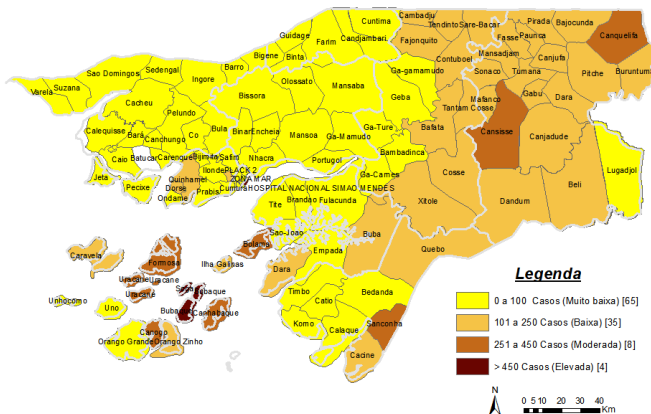 Cambadju
Cuntima
Tendinto
Sare-Bacar
Pirada
Bajocunda
Guidage
Farim
Candjambari
Fajonquito
Fasse
Paunca
Canquelifa
Bigene
Binta
Contuboel
Mansadjam
Barro
Sonaco
Tumana
Canjufa
Sedengal
Sao Domingos
Ingore
Olossato
Mansaba
Ga-gamamudo
Pitche
Buruntuma
Suzana
Varela
Bissora
Geba
Mafanco
Gabu
Dara
Cacheu
Tantam Cosse
Pelundo
Calequisse
Bara
Co
Bula
Binar
Encheia
Mansoa
Ga-Mamudo
Ga-Ture
Bafata
Cansisse
Canjadude
Canchungo
Caio
Batucar
Carenque
Bijimita
Safim
Nhacra
Portugol
Bambadinca
Lugadjol
Jeta
Pecixe
Quinhamel
Ilonde
PLACK 2
ZONA MAR
Ga-Carnes
Cosse
Beli
Dorse
Ondame
Prabis
Cumura
HOSPITAL NACIONAL SIMAO MENDES
Tite
Brandao
Fulacunda
Xitole
Dandum
Sao-Joao
Buba
Quebo
Bolama
Empada
Caravela
Formosa
Ilha Galinas
Dara
Uracane
Uracane
Uracane
Unhocomo
Uno
Bubaque
Canhabaque
Timbo
Catio
Bedanda
Komo
Calaque
Sanconha
Canogo
Orango Grande
Orango Zinho
Cacine
Legenda
0 a 100 Casos (Muito baixa) [65]
101 a 250 Casos (Baixa) [35]
251 a 450 Casos (Moderada) [8]
> 450 Casos (Elevada) [4]
N
0 5 10 20 30 40
Km